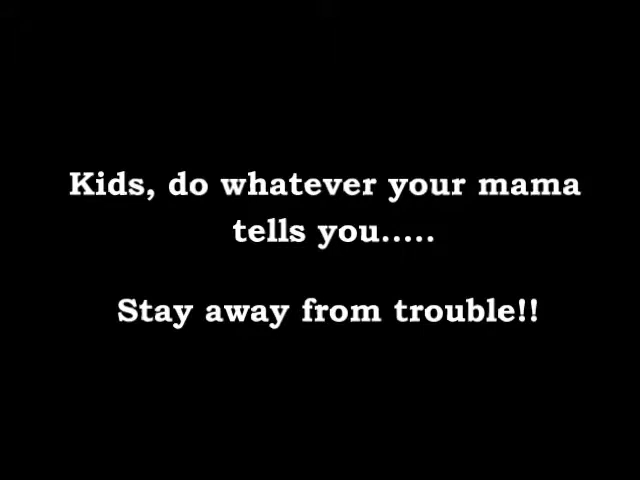 Kids, do whatever your mama
tells you.....
Stay away from trouble!!